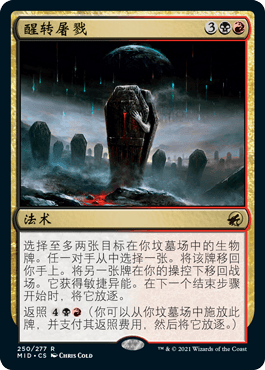 醒转屠戮 3
法术
选择至多两张目标在你坟墓场中的生物
牌。任一对手从中选择一张。将该牌移回
你手上。将另一张牌在你的操控下移回战
场。它获得敏捷异能。在下一个结束步骤
开始时,将它放逐。
返照 4 (你可以从你坟墓场中施放此
牌,并支付其返照费用,然后将它放逐。)
250/277 R
MID • CS Chris Cold
™ & © 2021 Wizards of the Coast